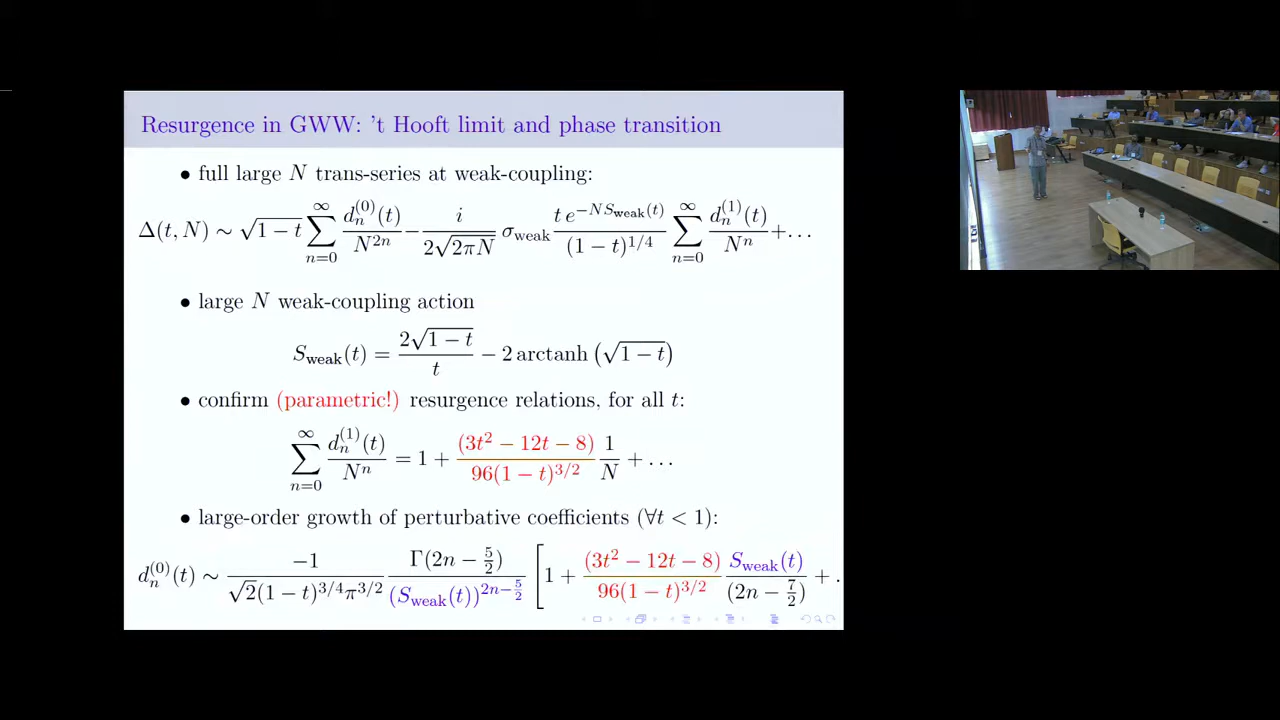 Resurgence in GWW: 't Hooft limit and phase transition
• full large N trans-series at weak-coupling:
Δ(t, N) ∼ √(1−t) ∑_{n=0}^{∞} d_n^{(0)}(t)/N^{2n} − i/(2√(2πN)) σ_weak t e^{−N S_weak(t)}/(1−t)^{1/4} ∑_{n=0}^{∞} d_n^{(1)}(t)/N^n + ...
• large N weak-coupling action
S_weak(t) = 2√(1−t)/t − 2 arctanh (√(1−t))
• confirm (parametric!) resurgence relations, for all t:
∑_{n=0}^{∞} d_n^{(1)}(t)/N^n = 1 + (3t² − 12t − 8)/(96(1−t)^{3/2}) 1/N + ...
• large-order growth of perturbative coefficients (∀t < 1):
d_n^{(0)}(t) ∼ −1/(√2(1−t)^{3/4}π^{3/2}) Γ(2n − 5/2)/(S_weak(t))^{2n−5/2} [1 + (3t² − 12t − 8)/(96(1−t)^{3/2}) S_weak(t)/(2n − 7/2) + .